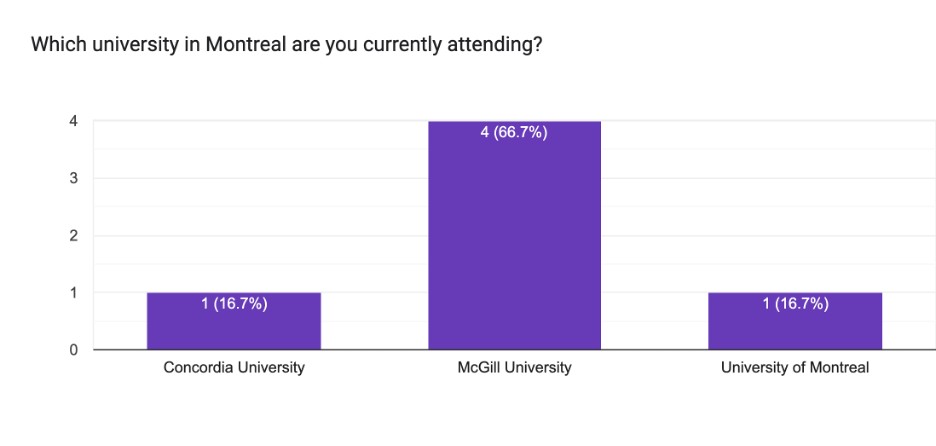 Which university in Montreal are you currently attending?
4
4 (66.7%)
3
2
1
1 (16.7%)
1 (16.7%)
0
Concordia University
McGill University
University of Montreal